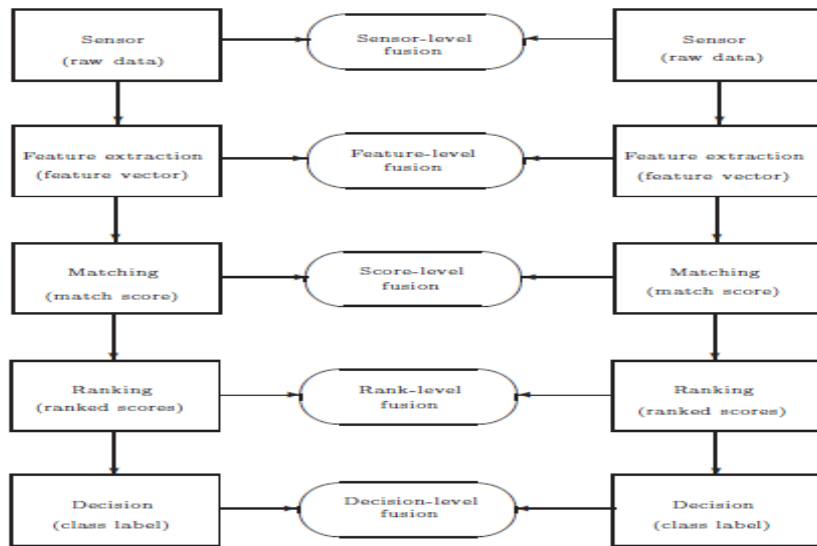 Sensor
(raw data)
Sensor-level
fusion
Sensor
(raw data)
Feature extraction
(feature vector)
Feature-level
fusion
Feature extraction
(feature vector)
Matching
(match score)
Score-level
fusion
Matching
(match score)
Ranking
(ranked scores)
Rank-level
fusion
Ranking
(ranked scores)
Decision
(class label)
Decision-level
fusion
Decision
(class label)